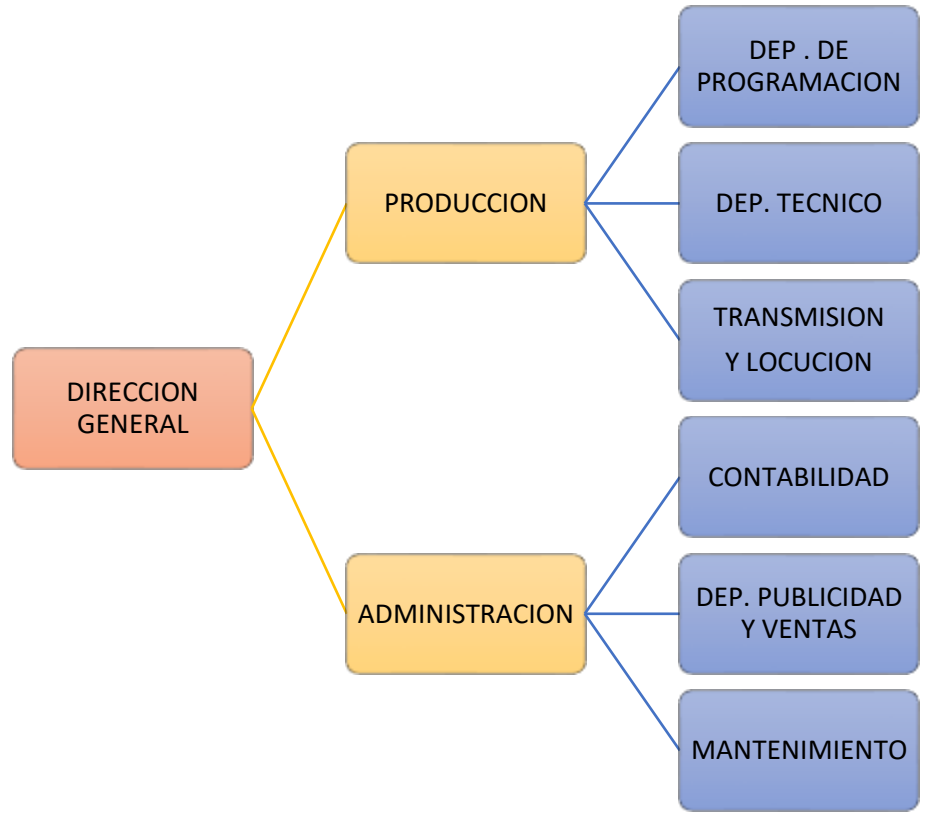 DEP . DE
PROGRAMACION
PRODUCCION
DEP. TECNICO
TRANSMISION
Y LOCUCION
DIRECCION
GENERAL
CONTABILIDAD
ADMINISTRACION
DEP. PUBLICIDAD
Y VENTAS
MANTENIMIENTO